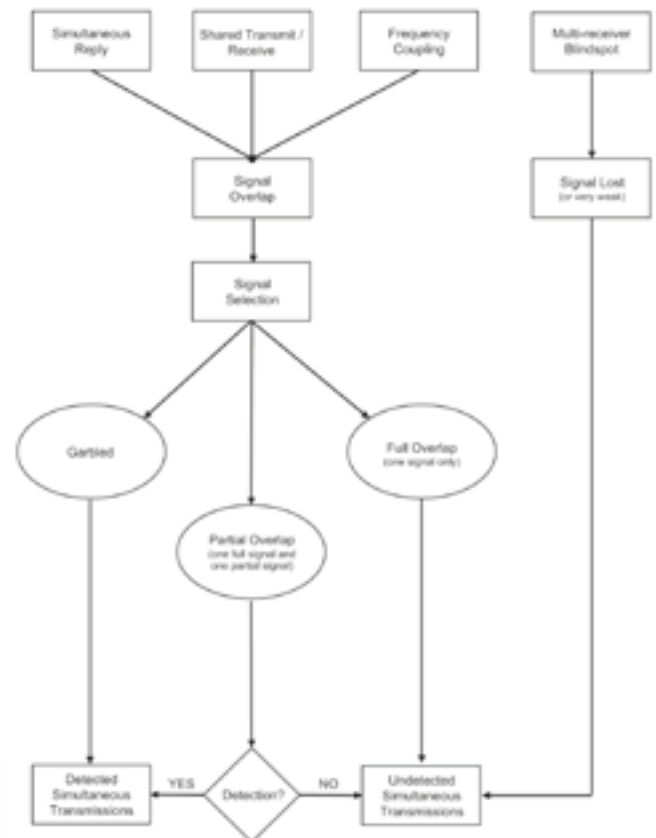 Simultaneous
Reply
Shared Transmit /
Receive
Frequency
Coupling
Multi-receiver
Blindspot
Signal
Overlap
Signal Lost
(or very weak)
Signal
Selection
Garbled
Full Overlap
(one signal only)
Partial Overlap
(one full signal and
one partial signal)
Detected
Simultaneous
Transmissions
YES
Detection?
NO
Undetected
Simultaneous
Transmissions